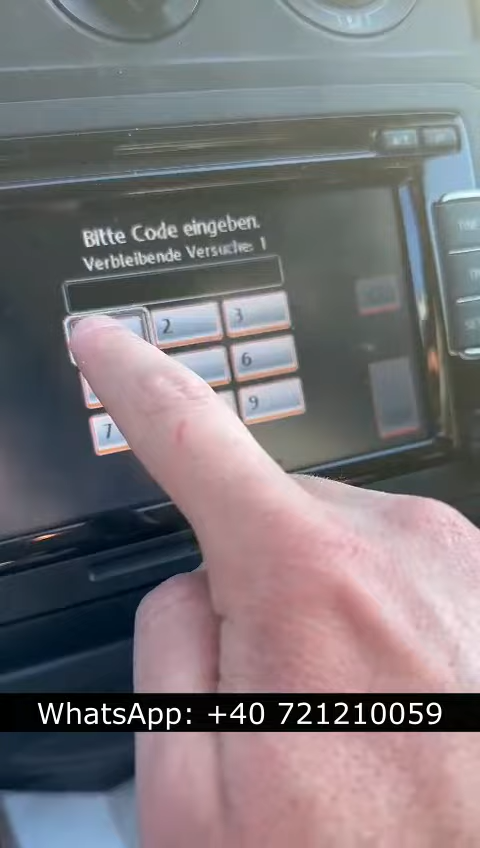 Bitte Code eingeben.
Verbleibende Versuche: 1
2
3
6
7
9
WhatsApp: +40 721210059